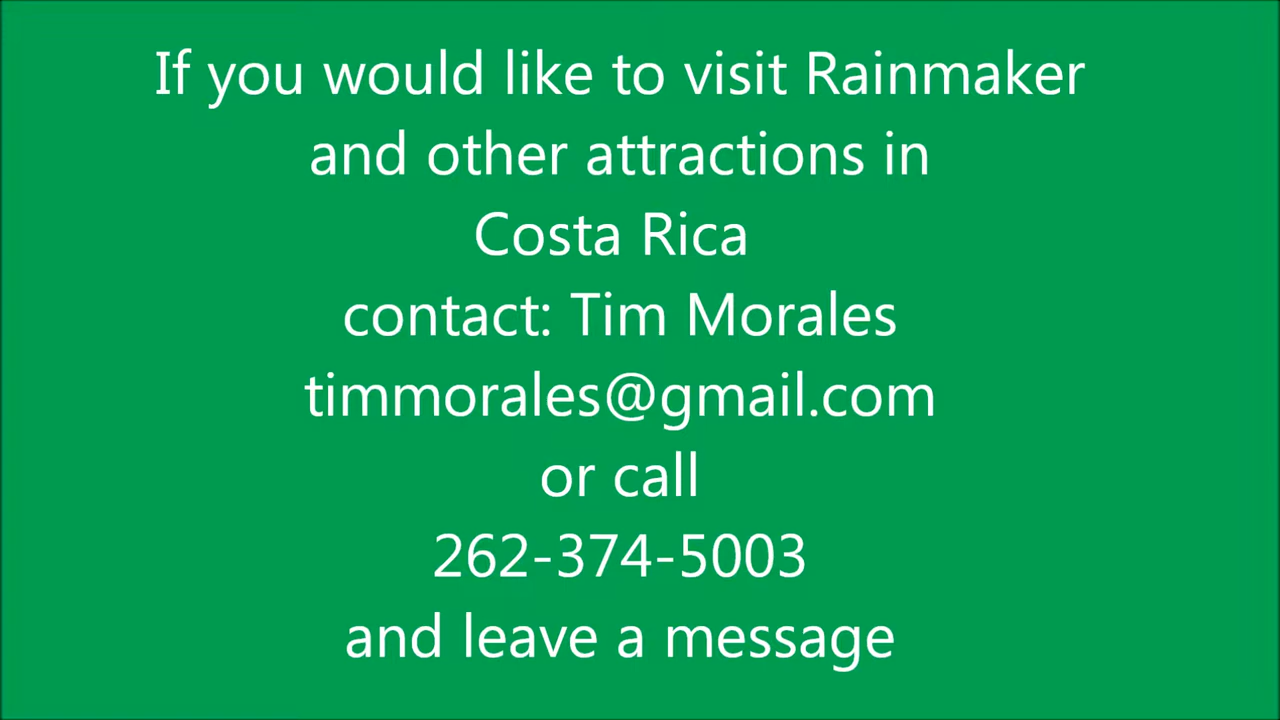 If you would like to visit Rainmaker
and other attractions in
Costa Rica
contact: Tim Morales
timmorales@gmail.com
or call
262-374-5003
and leave a message